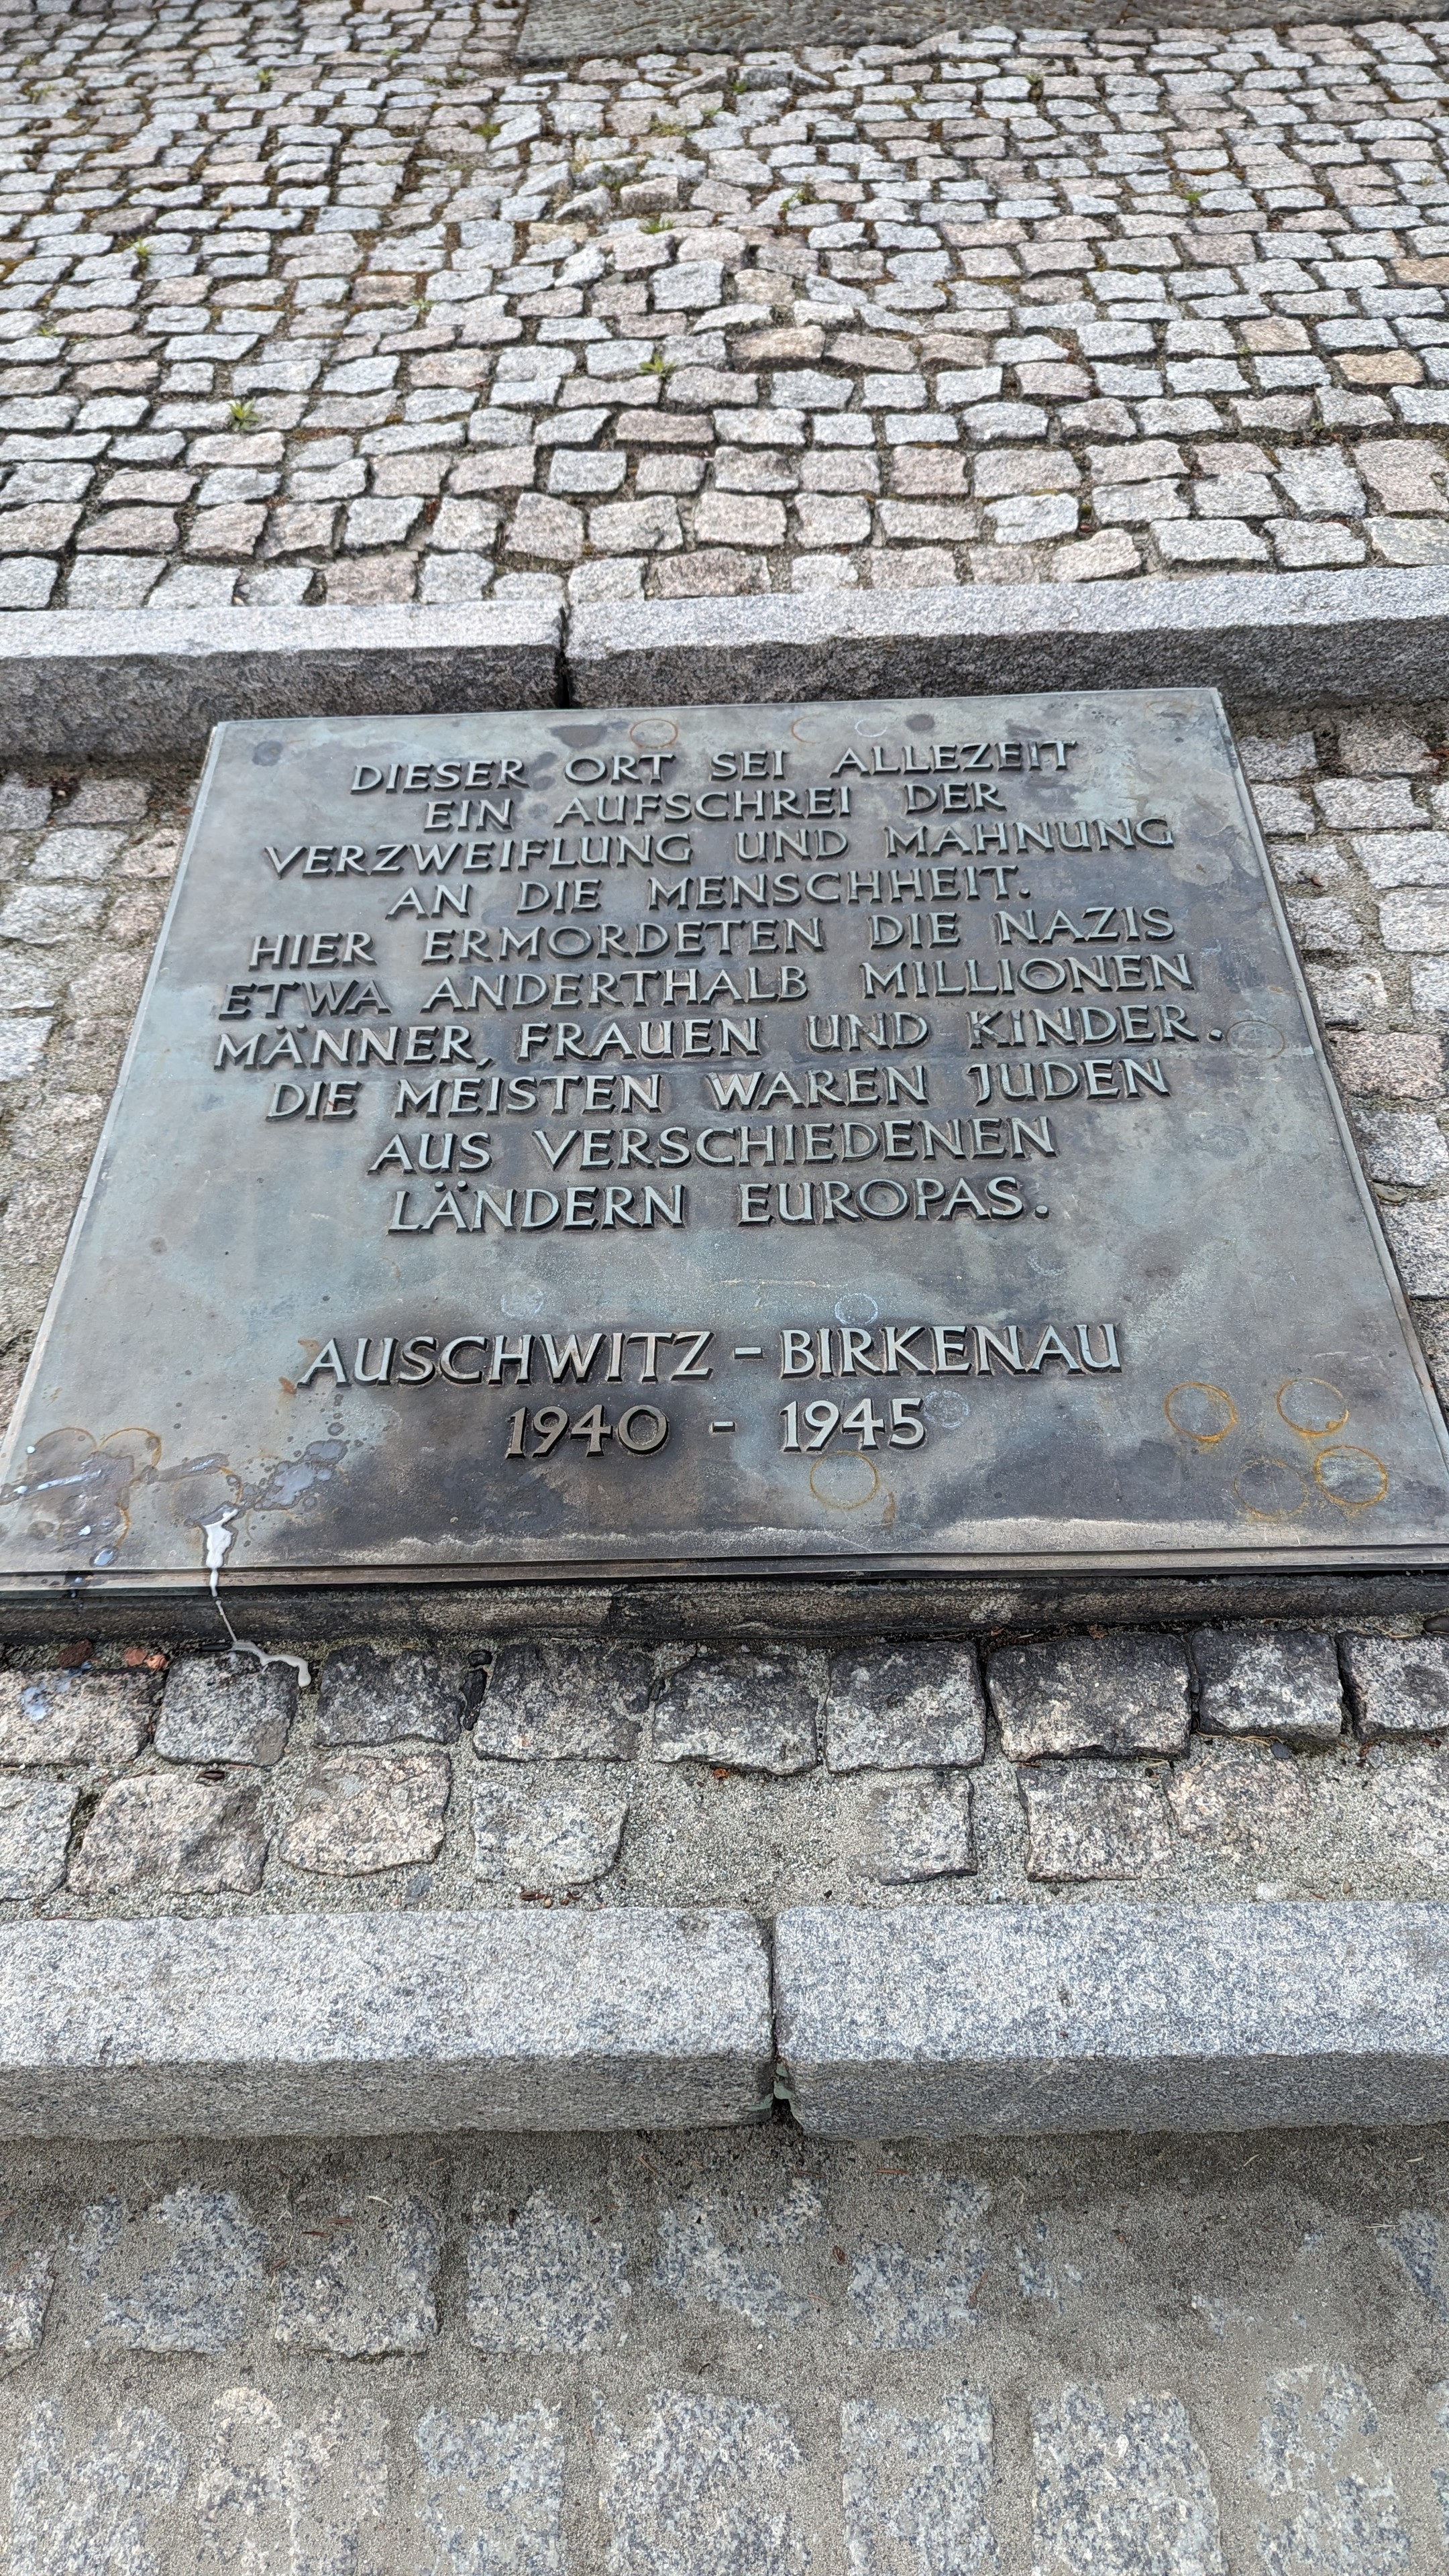 DIESER ORT SEI ALLEZEIT
EIN AUFSCHREI DER
VERZWEIFLUNG UND MAHNUNG
AN DIE MENSCHHEIT.
HIER ERMORDETEN DIE NAZIS
ETWA ANDERTHALB MILLIONEN
MÄNNER, FRAUEN UND KINDER.
DIE MEISTEN WAREN JUDEN
AUS VERSCHIEDENEN
LÄNDERN EUROPAS.
AUSCHWITZ - BIRKENAU
1940 - 1945